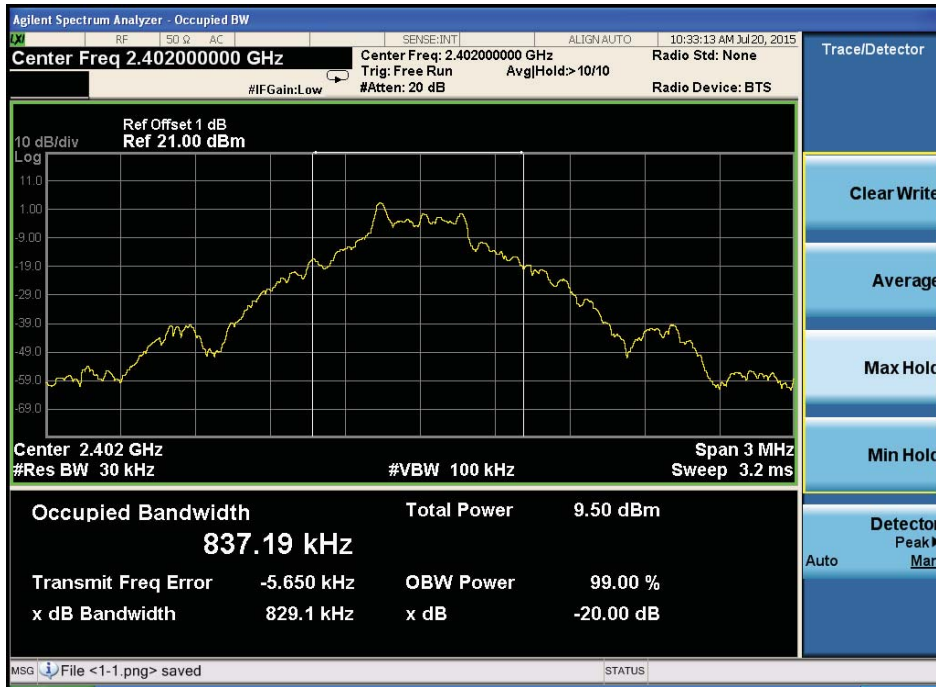 Agilent Spectrum Analyzer - Occupied BW
LXI RF 50 Ω AC SENSE:INT ALIGN AUTO 10:33:13 AM Jul 20, 2015
Center Freq 2.402000000 GHz
Center Freq: 2.402000000 GHz
Radio Std: None
Trig: Free Run Avg|Hold:>10/10
#IFGain:Low
#Atten: 20 dB
Radio Device: BTS
Trace/Detector
Ref Offset 1 dB
10 dB/div Ref 21.00 dBm
Log
11.0
1.00
-9.00
-19.0
-29.0
-39.0
-49.0
-59.0
-69.0
Center 2.402 GHz Span 3 MHz
#Res BW 30 kHz #VBW 100 kHz Sweep 3.2 ms
Occupied Bandwidth Total Power 9.50 dBm
837.19 kHz
Transmit Freq Error -5.650 kHz OBW Power 99.00 %
x dB Bandwidth 829.1 kHz x dB -20.00 dB
Clear Write
Average
Max Hold
Min Hold
Detector
Peak▶
Auto Man
MSG File <1-1.png> saved STATUS